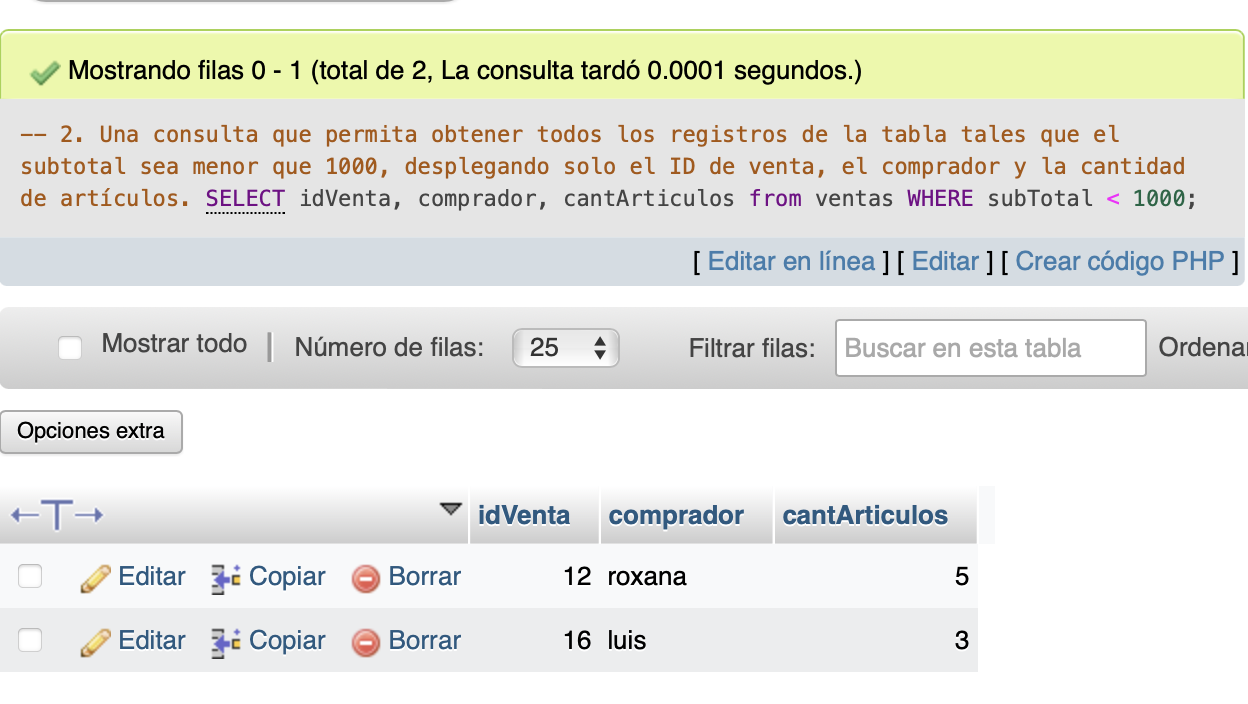 Mostrando filas 0 - 1 (total de 2, La consulta tardó 0.0001 segundos.)
-- 2. Una consulta que permita obtener todos los registros de la tabla tales que el
subtotal sea menor que 1000, desplegando solo el ID de venta, el comprador y la cantidad
de artículos. SELECT idVenta, comprador, cantArticulos from ventas WHERE subTotal < 1000;
[ Editar en línea ] [ Editar ] [ Crear código PHP ]
Mostrar todo | Número de filas: 25 Filtrar filas: Buscar en esta tabla Ordenar
Opciones extra
←T→ idVenta comprador cantArticulos
Editar Copiar Borrar 12 roxana 5
Editar Copiar Borrar 16 luis 3